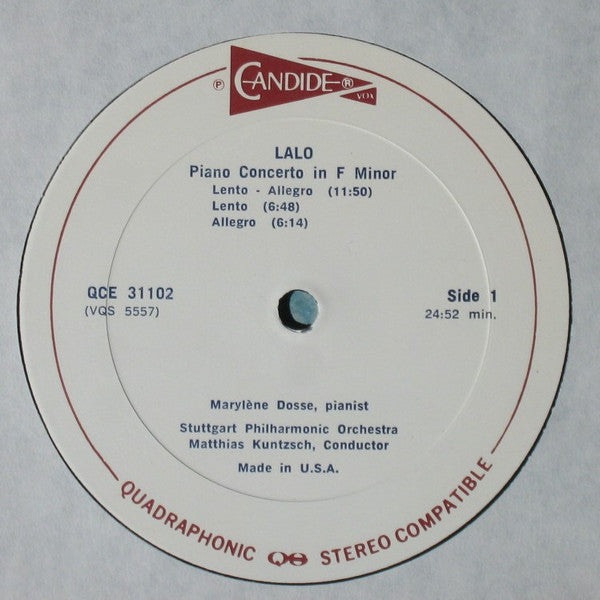 ℗ CANDIDE ®
VOX
LALO
Piano Concerto in F Minor
Lento - Allegro (11:50)
Lento (6:48)
Allegro (6:14)
QCE 31102
(VQS 5557)
Side 1
24:52 min.
Marylène Dosse, pianist
Stuttgart Philharmonic Orchestra
Matthias Kuntzsch, Conductor
Made in U.S.A.
QUADRAPHONIC QS STEREO COMPATIBLE